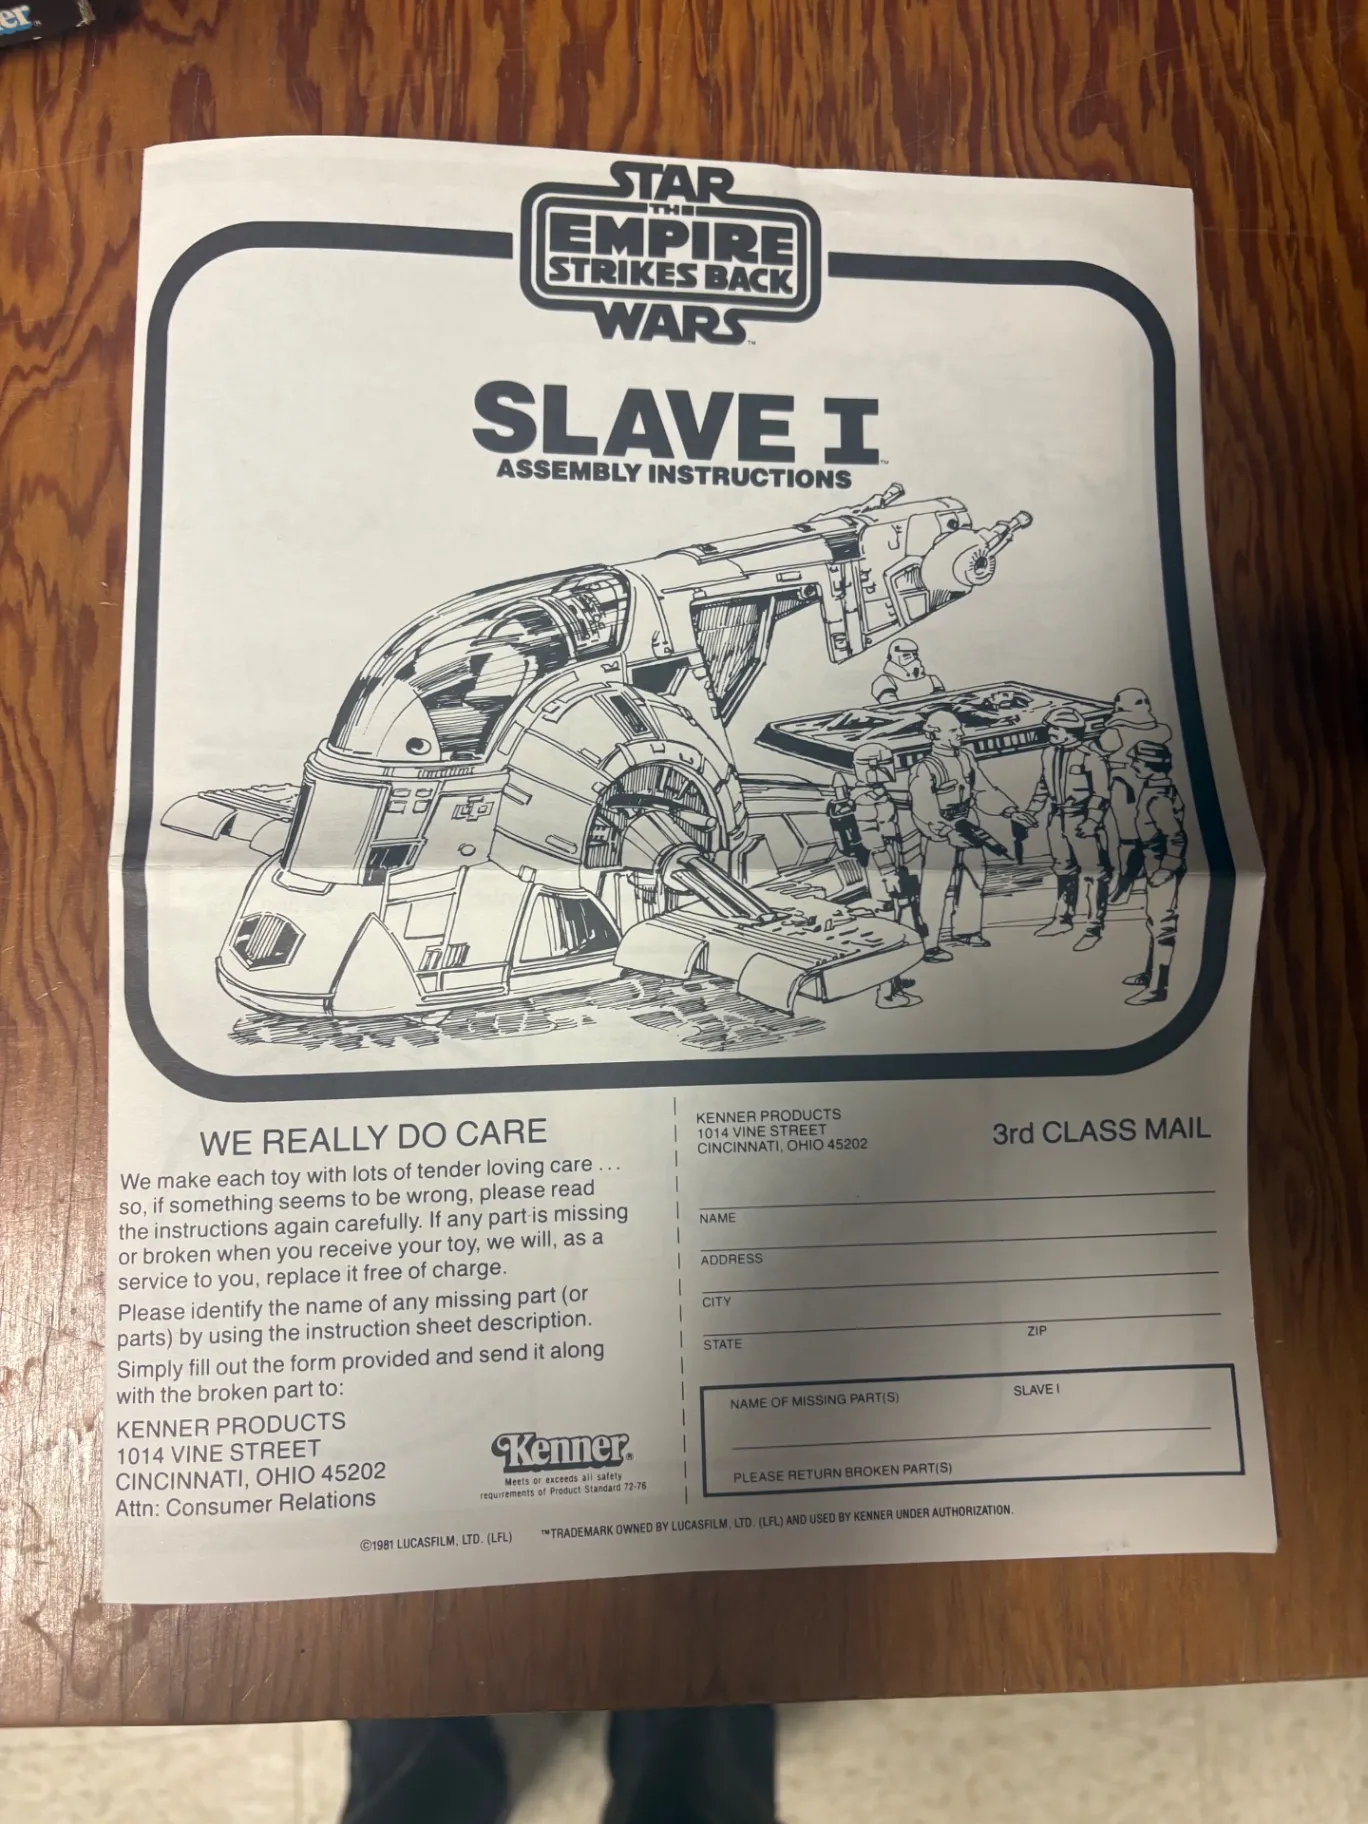 er
STAR
THE
EMPIRE
STRIKES BACK
WARS™
SLAVE I™
ASSEMBLY INSTRUCTIONS
WE REALLY DO CARE
We make each toy with lots of tender loving care ...
so, if something seems to be wrong, please read
the instructions again carefully. If any part is missing
or broken when you receive your toy, we will, as a
service to you, replace it free of charge.
Please identify the name of any missing part (or
parts) by using the instruction sheet description.
Simply fill out the form provided and send it along
with the broken part to:
KENNER PRODUCTS
1014 VINE STREET
CINCINNATI, OHIO 45202
Attn: Consumer Relations
Kenner®
Meets or exceeds all safety
requirements of Product Standard 72-76
KENNER PRODUCTS
1014 VINE STREET
CINCINNATI, OHIO 45202
3rd CLASS MAIL
NAME
ADDRESS
CITY
STATE ZIP
NAME OF MISSING PART(S) SLAVE I
PLEASE RETURN BROKEN PART(S)
©1981 LUCASFILM, LTD. (LFL) ™TRADEMARK OWNED BY LUCASFILM, LTD. (LFL) AND USED BY KENNER UNDER AUTHORIZATION.